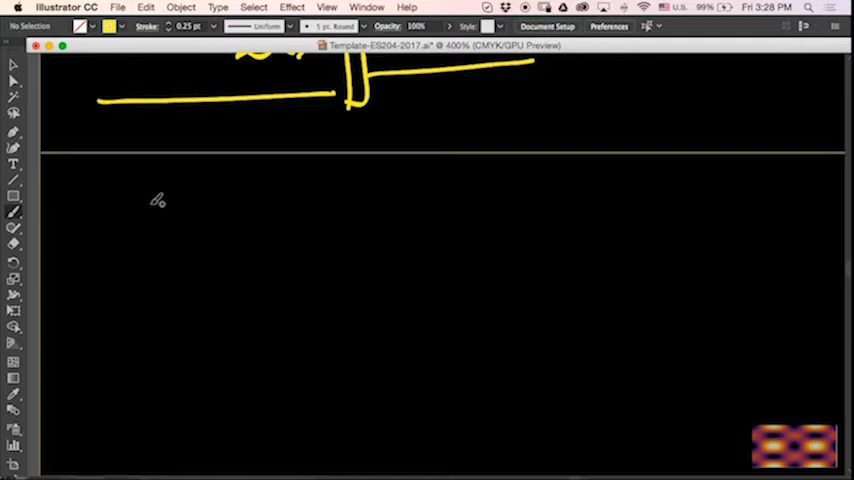 Illustrator CC File Edit Object Type Select Effect View Window Help U.S. 99% Fri 3:28 PM
No Selection Stroke: 0.25 pt Uniform 5 pt. Round Opacity: 100% Style: Document Setup Preferences
Template-ES204-2017.ai* @ 400% (CMYK/GPU Preview)